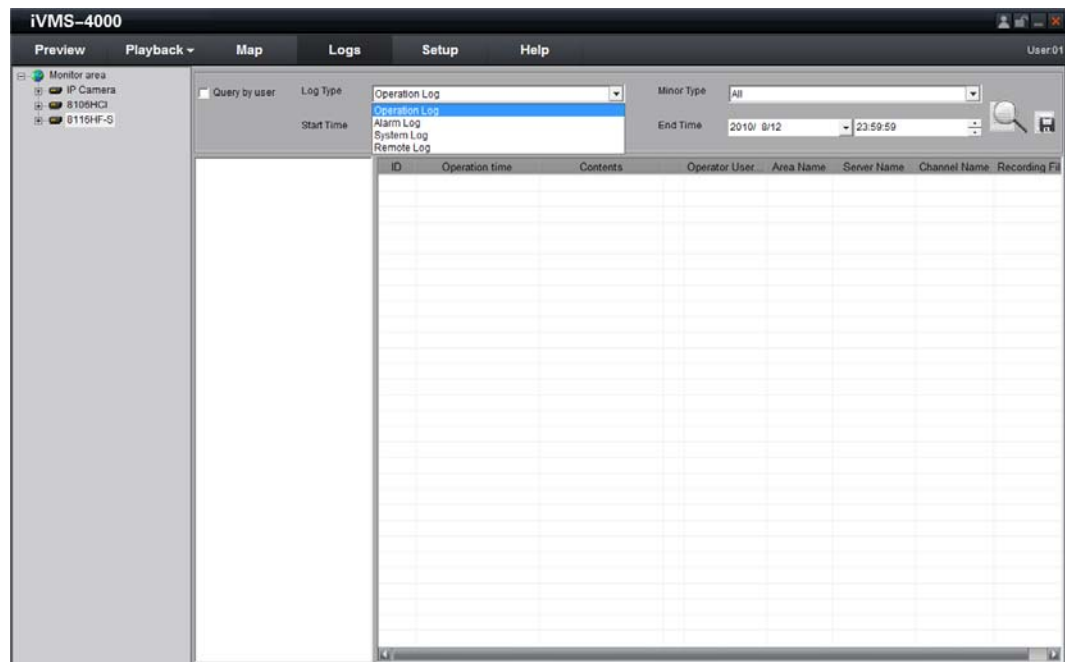 iVMS-4000
Preview Playback Map Logs Setup Help User:01
Monitor area
IP Camera
8106HCI
8116HF-S
Query by user Log Type Operation Log Minor Type All
Operation Log
Alarm Log
System Log
Remote Log
Start Time End Time 2010/ 8/12 23:59:59
ID Operation time Contents Operator User... Area Name Server Name Channel Name Recording Fil